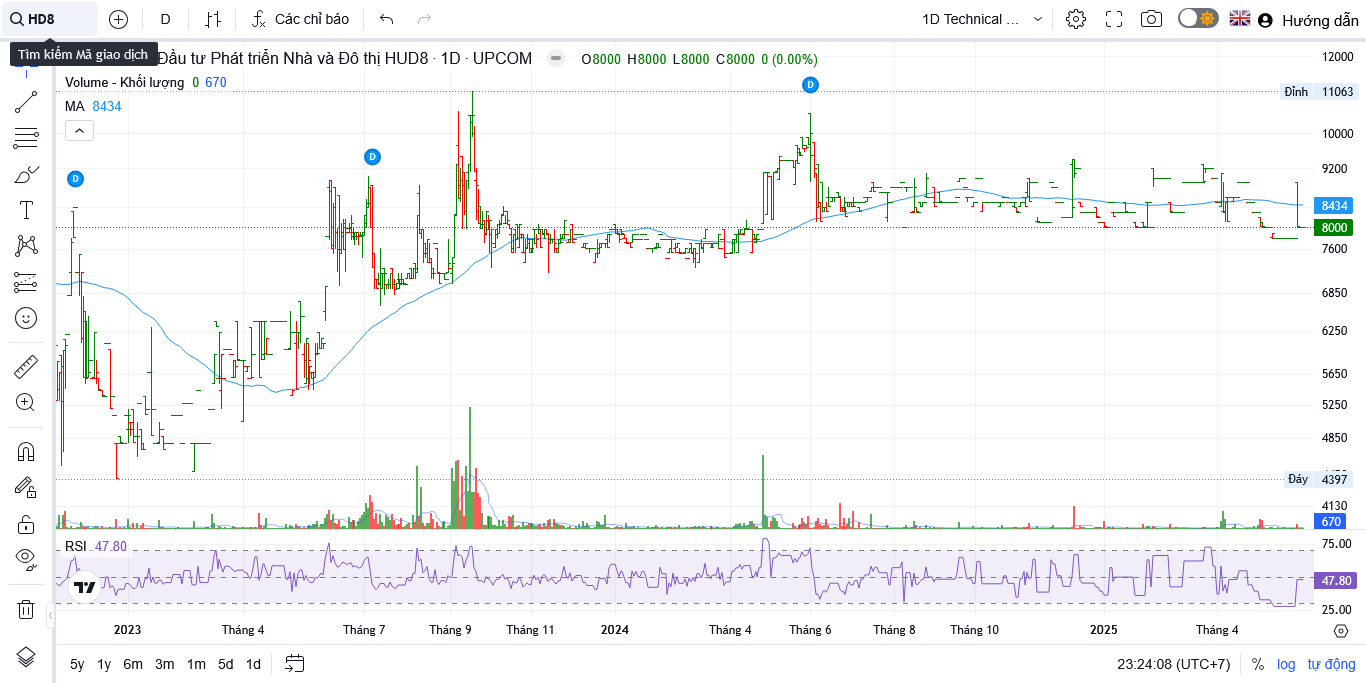 HD8
D
Các chỉ báo
1D Technical ...
Hướng dẫn
Tìm kiếm Mã giao dịch
Đầu tư Phát triễn Nhà và Đô thị HUD8 · 1D · UPCOM
O8000 H8000 L8000 C8000 0 (0.00%)
Volume - Khối lượng 0 670
MA 8434
D
D
D
12000
Đỉnh 11063
10000
9200
8434
8000
7600
6850
6250
5650
5250
4850
Đáy 4397
4130
670
RSI 47.80
75.00
47.80
25.00
2023 Tháng 4 Tháng 7 Tháng 9 Tháng 11 2024 Tháng 4 Tháng 6 Tháng 8 Tháng 10 2025 Tháng 4
5y 1y 6m 3m 1m 5d 1d
23:24:08 (UTC+7) % log tự động